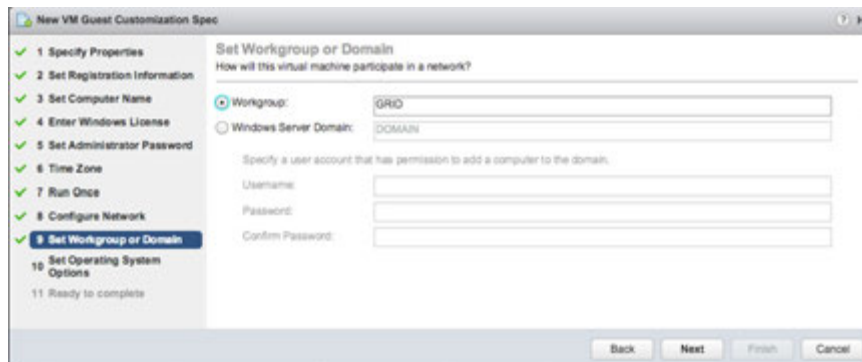 New VM Guest Customization Spec
1 Specify Properties
2 Set Registration Information
3 Set Computer Name
4 Enter Windows License
5 Set Administrator Password
6 Time Zone
7 Run Once
8 Configure Network
9 Set Workgroup or Domain
10 Set Operating System
Options
11 Ready to complete
Set Workgroup or Domain
How will this virtual machine participate in a network?
Workgroup: GRID
Windows Server Domain: DOMAIN
Specify a user account that has permission to add a computer to the domain.
Username:
Password:
Confirm Password:
Back Next Finish Cancel